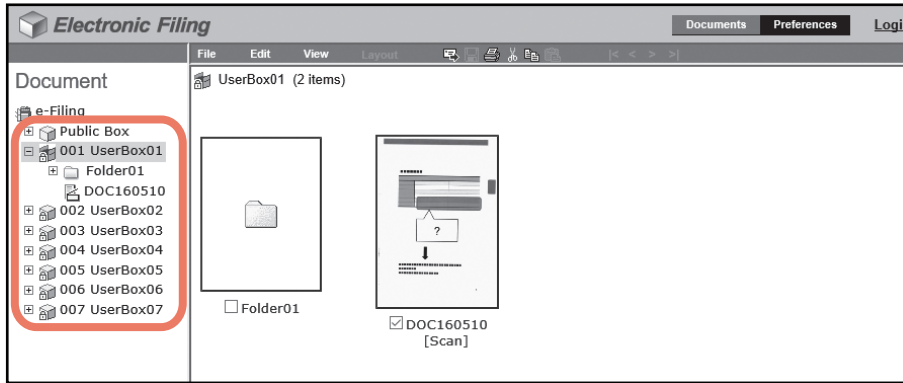 Electronic Filing
Documents Preferences Logi
File Edit View Layout |< < > >|
Document
e-Filing
Public Box
001 UserBox01
Folder01
DOC160510
002 UserBox02
003 UserBox03
004 UserBox04
005 UserBox05
006 UserBox06
007 UserBox07
UserBox01 (2 items)
?
Folder01
DOC160510
[Scan]